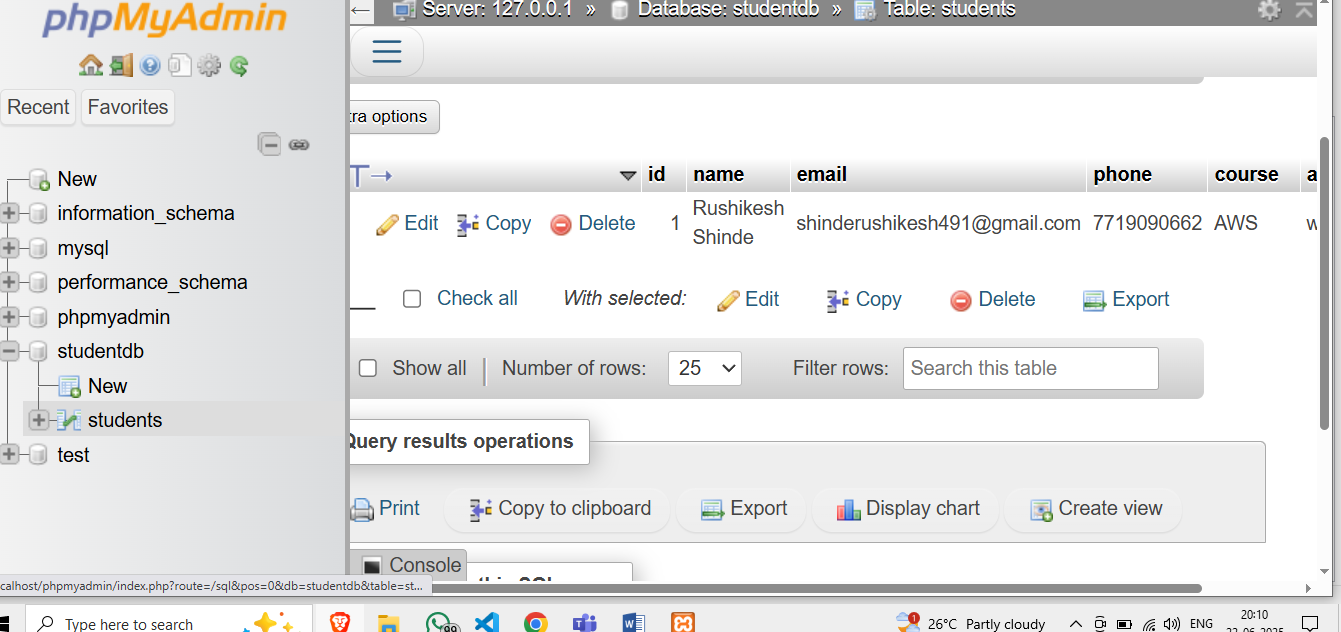 phpMyAdmin
Recent Favorites
New
information_schema
mysql
performance_schema
phpmyadmin
studentdb
New
students
test
Server: 127.0.0.1 » Database: studentdb » Table: students
tra options
id name email phone course a
Edit Copy Delete 1 Rushikesh Shinde shinderushikesh491@gmail.com 7719090662 AWS w
Check all With selected: Edit Copy Delete Export
Show all Number of rows: 25 Filter rows: Search this table
Query results operations
Print Copy to clipboard Export Display chart Create view
Console
calhost/phpmyadmin/index.php?route=/sql&pos=0&db=studentdb&table=st...
Type here to search 99 1 26°C Partly cloudy ENG 20:10